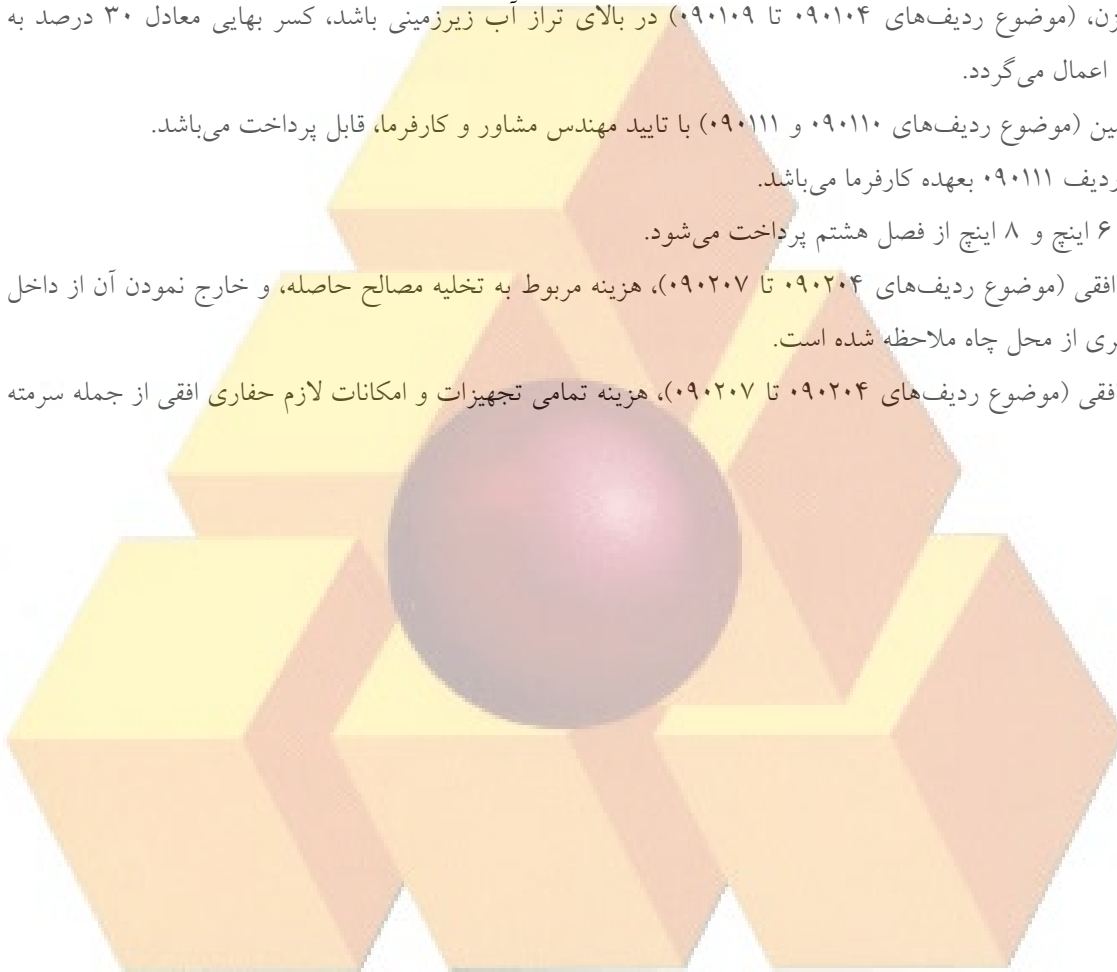 زن، (موضوع ردیف‌های ۰۹۰۱۰۴ تا ۰۹۰۱۰۹) در بالای تراز آب زیرزمینی باشد، کسر بهایی معادل ۳۰ درصد به
اعمال می‌گردد.
ین (موضوع ردیف‌های ۰۹۰۱۱۰ و ۰۹۰۱۱۱) با تایید مهندس مشاور و کارفرما، قابل پرداخت می‌باشد.
ردیف ۰۹۰۱۱۱ بعهده کارفرما می‌باشد.
۶ اینچ و ۸ اینچ از فصل هشتم پرداخت می‌شود.
افقی (موضوع ردیف‌های ۰۹۰۲۰۴ تا ۰۹۰۲۰۷)، هزینه مربوط به تخلیه مصالح حاصله، و خارج نمودن آن از داخل
ری از محل چاه ملاحظه شده است.
فقی (موضوع ردیف‌های ۰۹۰۲۰۴ تا ۰۹۰۲۰۷)، هزینه تمامی تجهیزات و امکانات لازم حفاری افقی از جمله سرمته